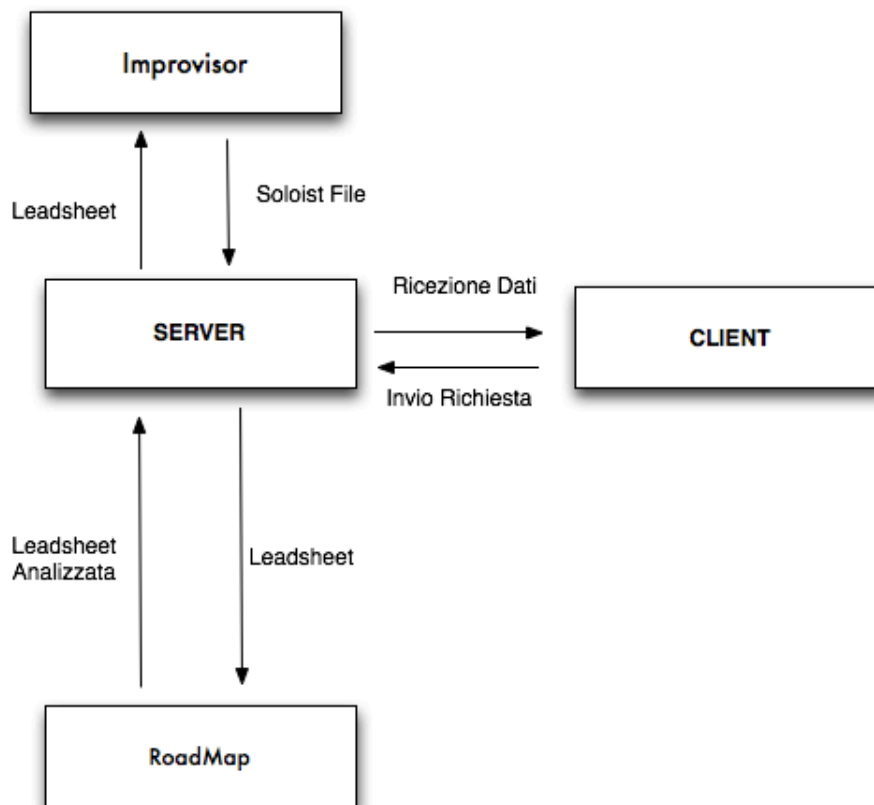 Improvisor
Leadsheet
Soloist File
SERVER
Ricezione Dati
CLIENT
Invio Richiesta
Leadsheet
Analizzata
Leadsheet
RoadMap